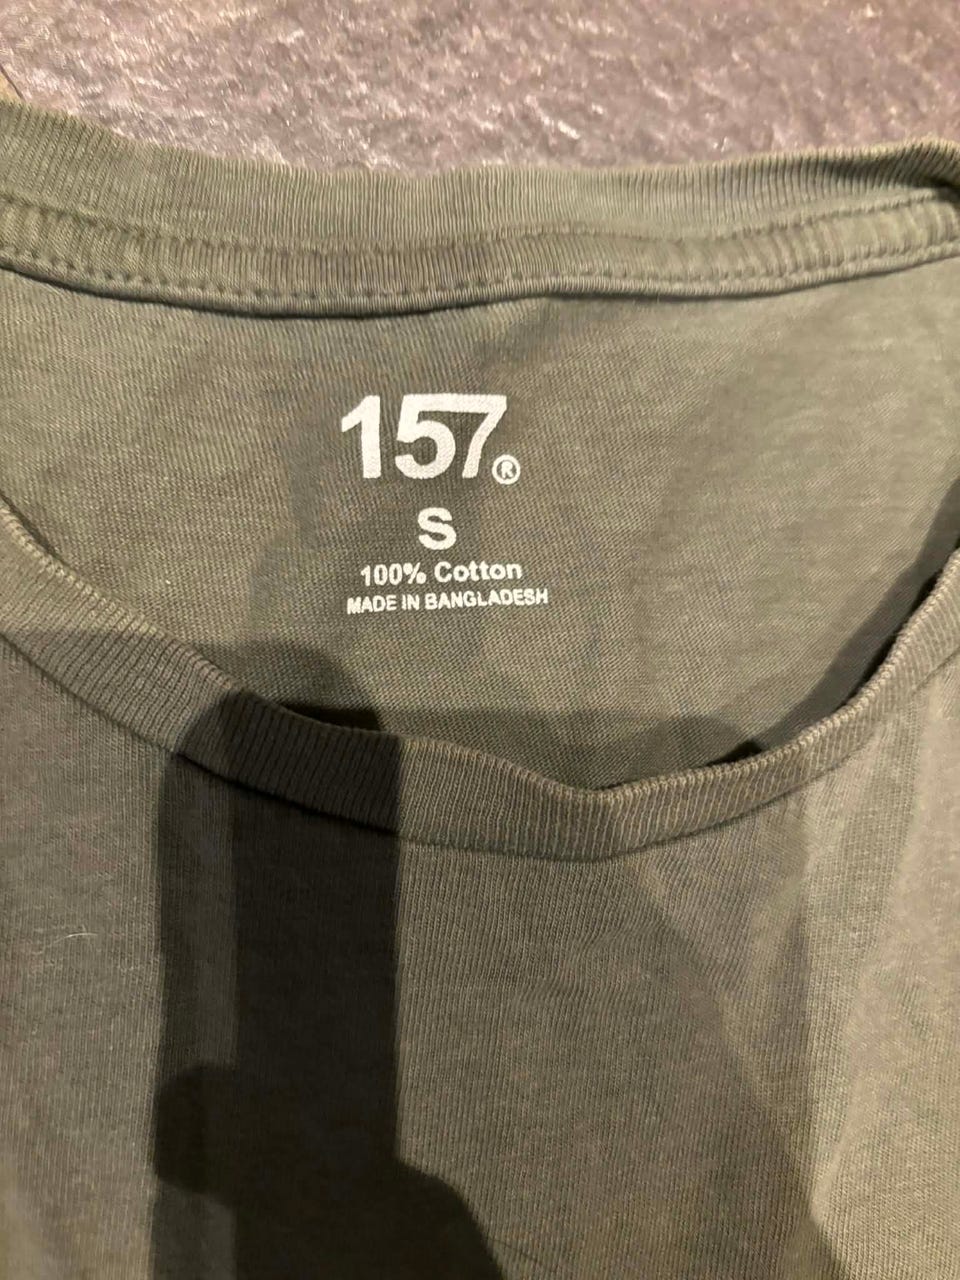 157®
S
100% Cotton
MADE IN BANGLADESH